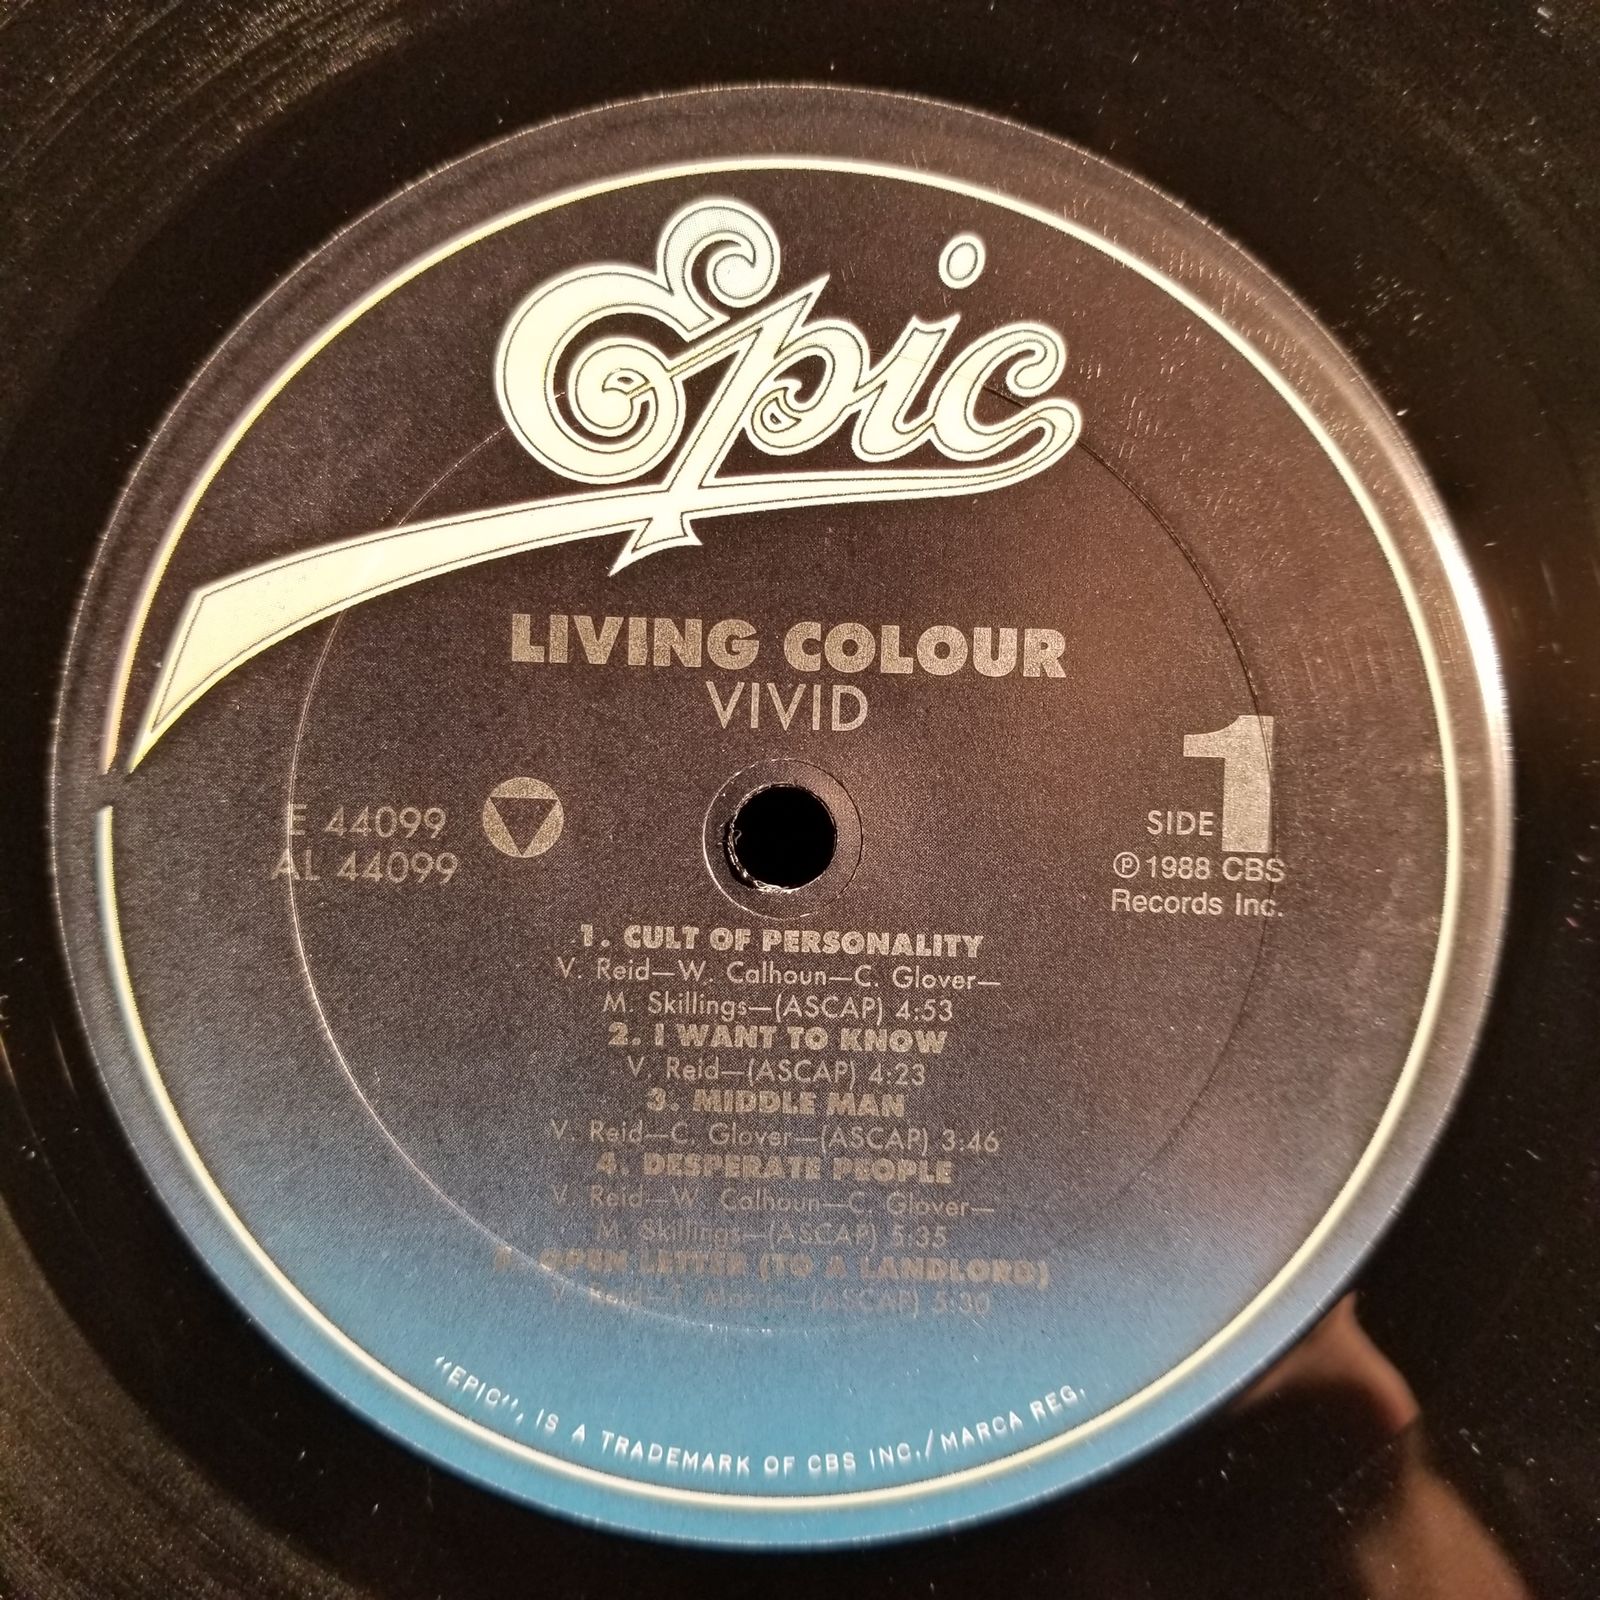 Epic
LIVING COLOUR
VIVID
E 44099
AL 44099
SIDE 1
℗ 1988 CBS
Records Inc.
1. CULT OF PERSONALITY
V. Reid—W. Calhoun—C. Glover—
M. Skillings—(ASCAP) 4:53
2. I WANT TO KNOW
V. Reid—(ASCAP) 4:23
3. MIDDLE MAN
V. Reid—C. Glover—(ASCAP) 3:46
4. DESPERATE PEOPLE
V. Reid—W. Calhoun—C. Glover—
M. Skillings—(ASCAP) 5:35
5. OPEN LETTER (TO A LANDLORD)
V. Reid—T. Morris—(ASCAP) 5:30
"EPIC", IS A TRADEMARK OF CBS INC./MARCA REG.